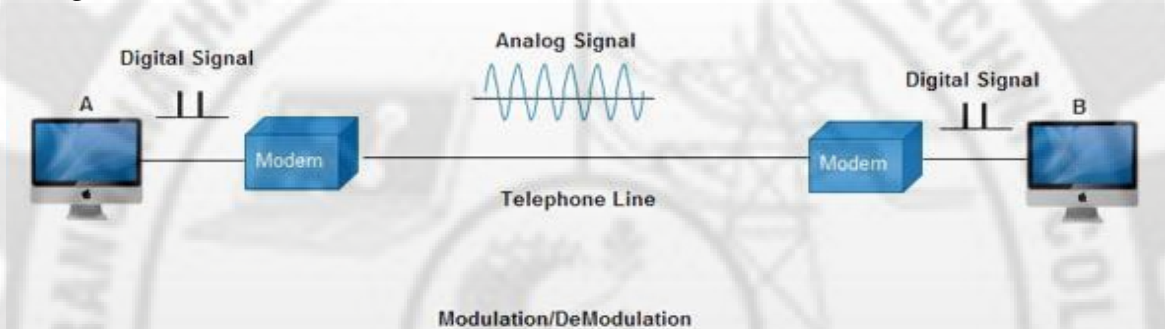 Analog Signal
Digital Signal
Digital Signal
A
B
Modem
Modem
Telephone Line
Modulation/DeModulation